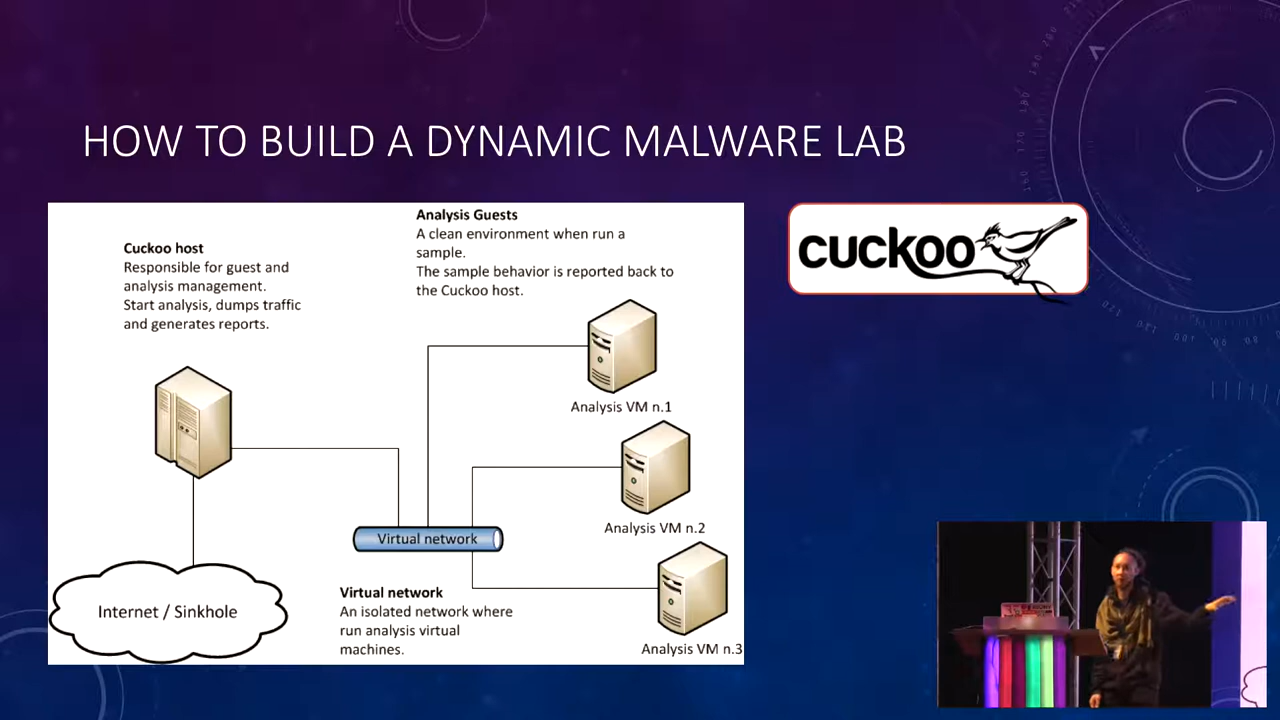 HOW TO BUILD A DYNAMIC MALWARE LAB
Cuckoo host
Responsible for guest and
analysis management.
Start analysis, dumps traffic
and generates reports.
Analysis Guests
A clean environment when run a
sample.
The sample behavior is reported back to
the Cuckoo host.
cuckoo
Analysis VM n.1
Analysis VM n.2
Virtual network
Virtual network
An isolated network where
run analysis virtual
machines.
Internet / Sinkhole
Analysis VM n.3